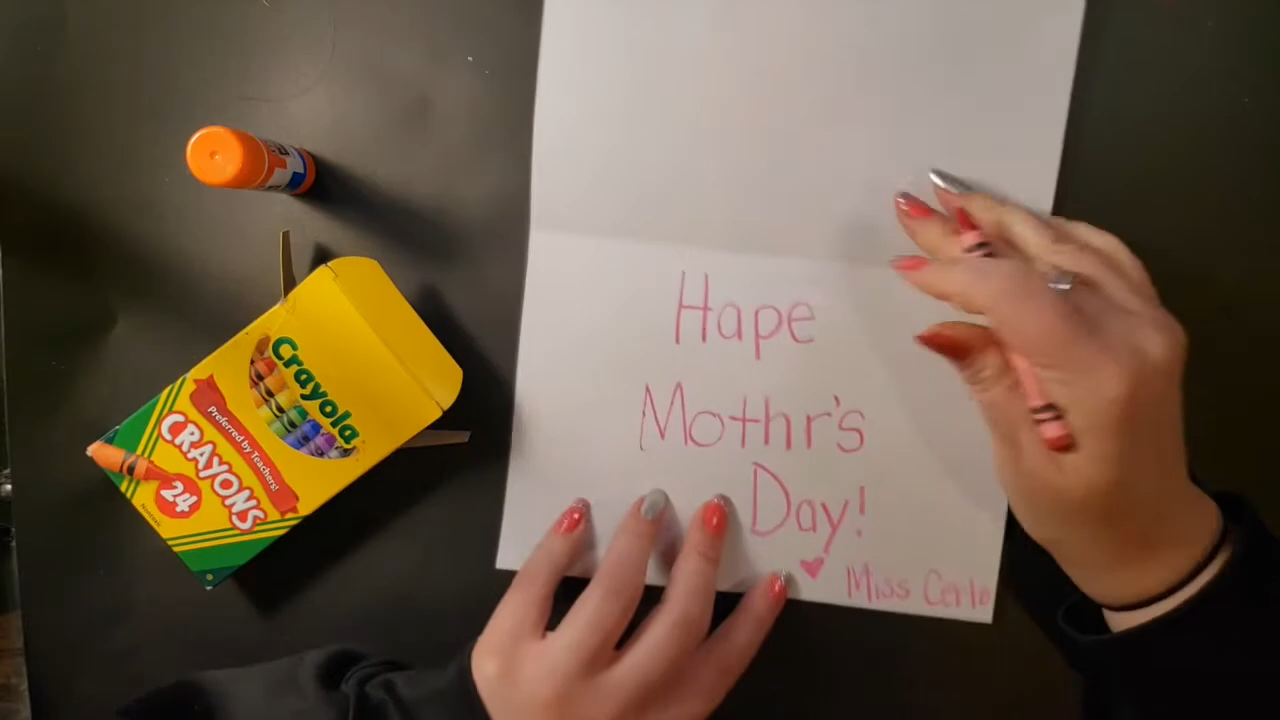 Hape
Mothr's
Day!
Miss Cerlo
Crayola
Preferred by Teachers!
CRAYONS
24